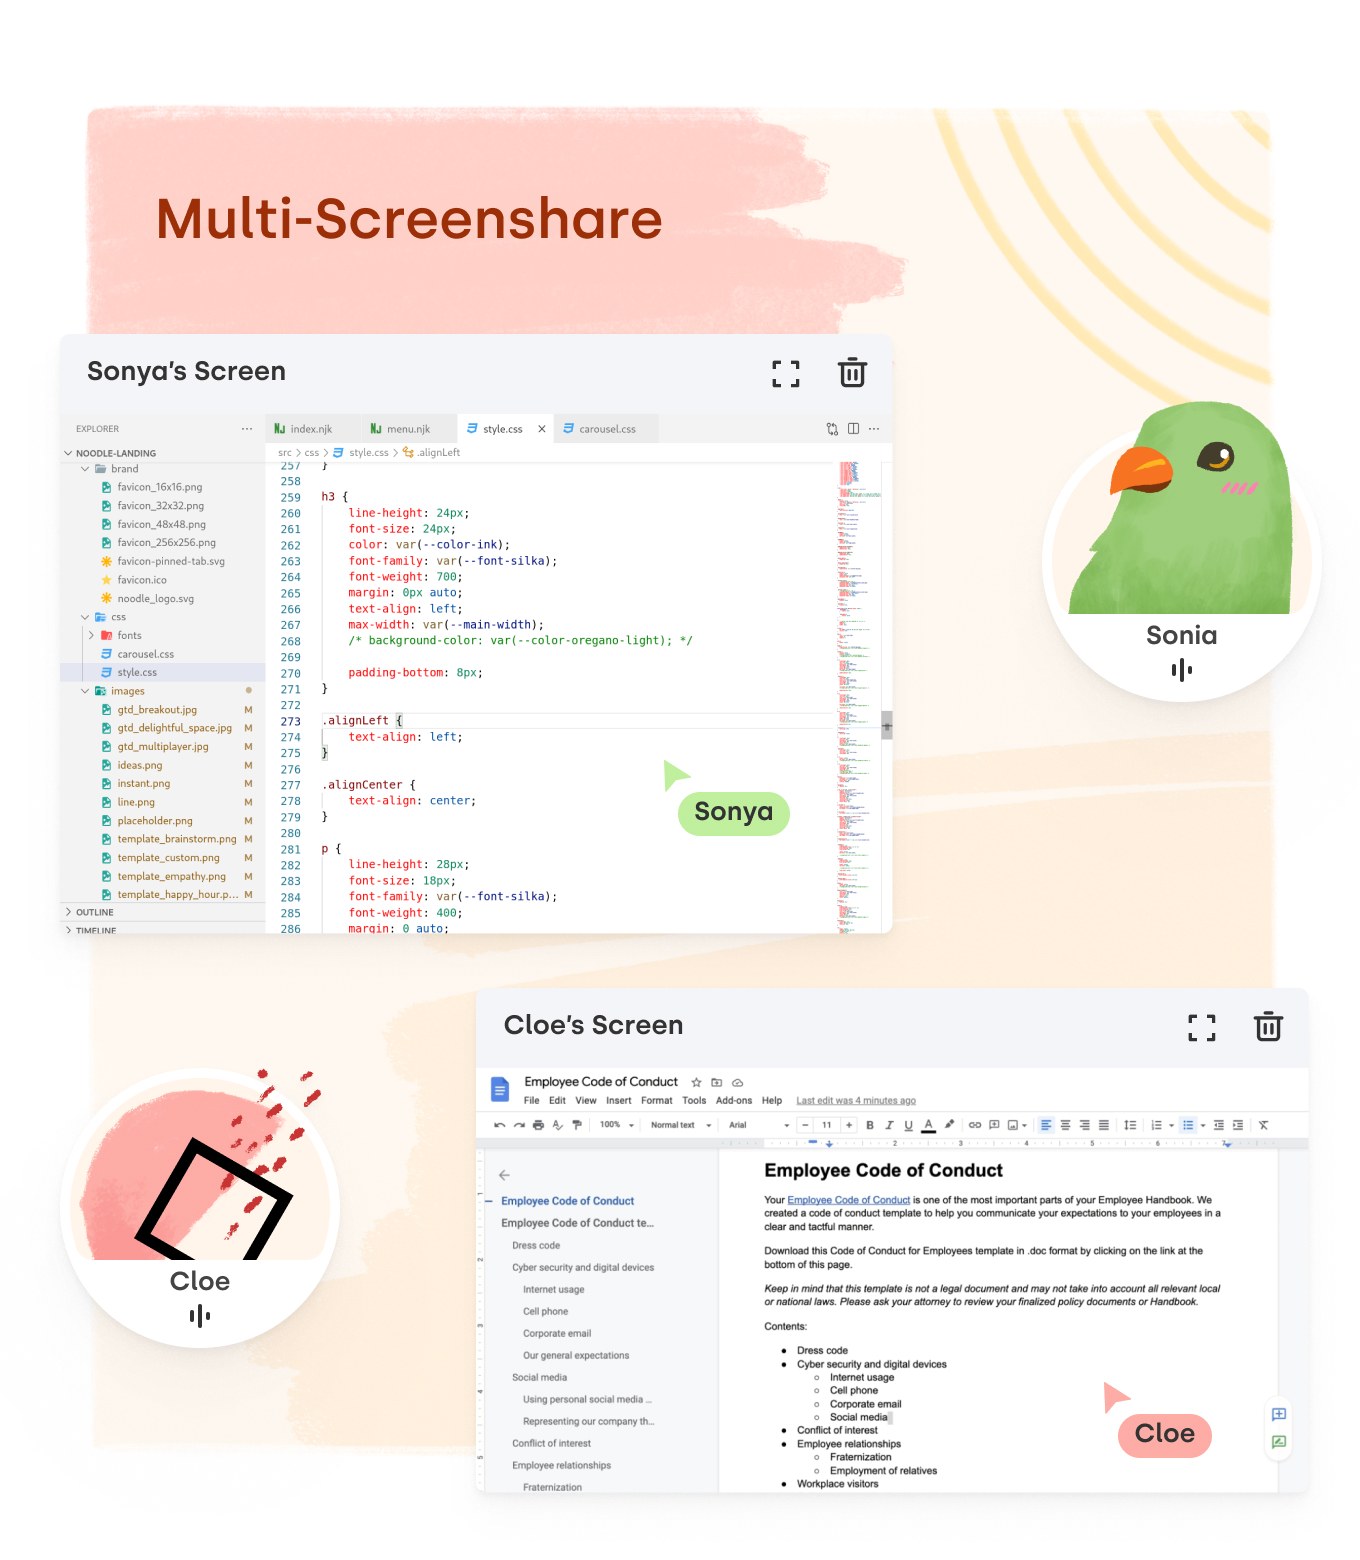 Multi-Screenshare
Sonya's Screen
EXPLORER
NOODLE-LANDING
brand
favicon_16x16.png
favicon_32x32.png
favicon_48x48.png
favicon_256x256.png
favicon-pinned-tab.svg
favicon.ico
noodle_logo.svg
css
fonts
carousel.css
style.css
images
gtd_breakout.jpg M
gtd_delightful_space.jpg M
gtd_multiplayer.jpg M
ideas.png M
instant.png M
line.png M
placeholder.png M
template_brainstorm.png M
template_custom.png M
template_empathy.png M
template_happy_hour.p... M
OUTLINE
TIMELINE
index.njk menu.njk style.css carousel.css
src > css > style.css > .alignLeft
257 }
258
259 h3 {
260 line-height: 24px;
261 font-size: 24px;
262 color: var(--color-ink);
263 font-family: var(--font-silka);
264 font-weight: 700;
265 margin: 0px auto;
266 text-align: left;
267 max-width: var(--main-width);
268 /* background-color: var(--color-oregano-light); */
269
270 padding-bottom: 8px;
271 }
272
273 .alignLeft {
274 text-align: left;
275 }
276
277 .alignCenter {
278 text-align: center;
279 }
280
281 p {
282 line-height: 28px;
283 font-size: 18px;
284 font-family: var(--font-silka);
285 font-weight: 400;
286 margin: 0 auto;
Sonya
Sonia
Cloe's Screen
Employee Code of Conduct
File Edit View Insert Format Tools Add-ons Help Last edit was 4 minutes ago
100% Normal text Arial 11 B I U A
2 3 4 5 6 7
Employee Code of Conduct
Employee Code of Conduct te...
Dress code
Cyber security and digital devices
Internet usage
Cell phone
Corporate email
Our general expectations
Social media
Using personal social media ...
Representing our company th...
Conflict of interest
Employee relationships
Fraternization
1
2
3
4
5
Employee Code of Conduct
Your Employee Code of Conduct is one of the most important parts of your Employee Handbook. We
created a code of conduct template to help you communicate your expectations to your employees in a
clear and tactful manner.
Download this Code of Conduct for Employees template in .doc format by clicking on the link at the
bottom of this page.
Keep in mind that this template is not a legal document and may not take into account all relevant local
or national laws. Please ask your attorney to review your finalized policy documents or Handbook.
Contents:
● Dress code
● Cyber security and digital devices
○ Internet usage
○ Cell phone
○ Corporate email
○ Social media
● Conflict of interest
● Employee relationships
○ Fraternization
○ Employment of relatives
● Workplace visitors
Cloe
Cloe